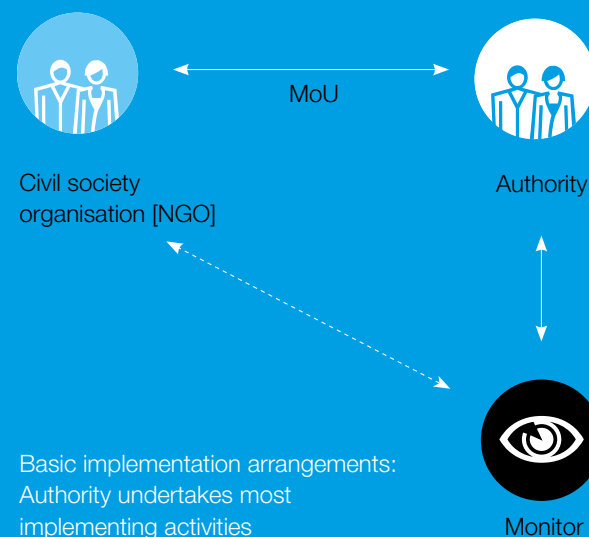 MoU
Civil society
organisation [NGO]
Authority
Basic implementation arrangements:
Authority undertakes most
implementing activities
Monitor